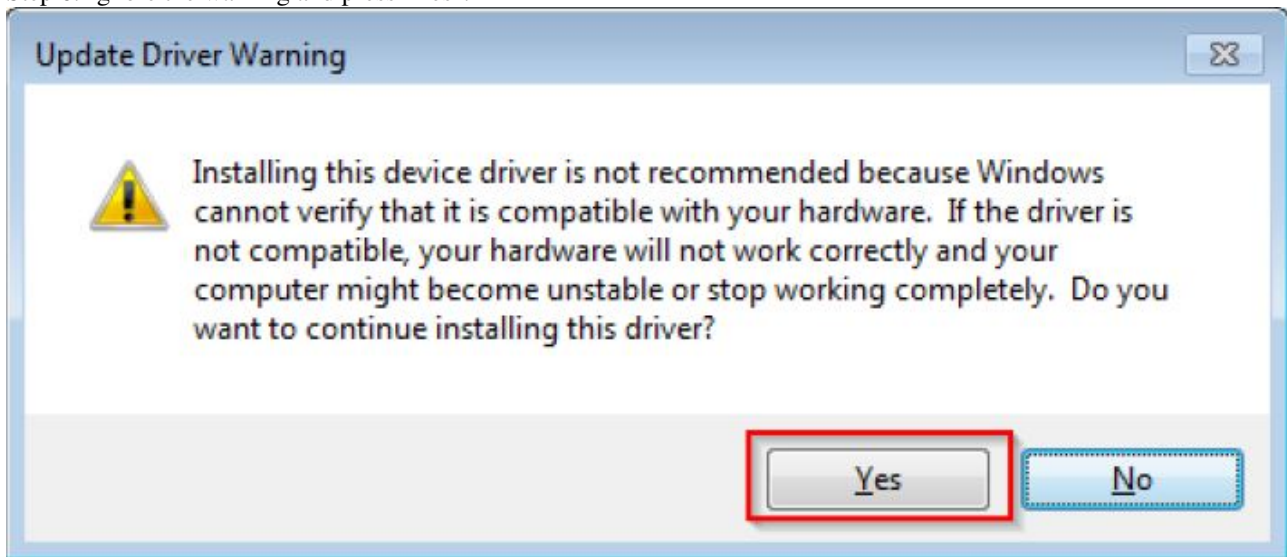 Update Driver Warning
Installing this device driver is not recommended because Windows
cannot verify that it is compatible with your hardware.  If the driver is
not compatible, your hardware will not work correctly and your
computer might become unstable or stop working completely.  Do you
want to continue installing this driver?
Yes
No